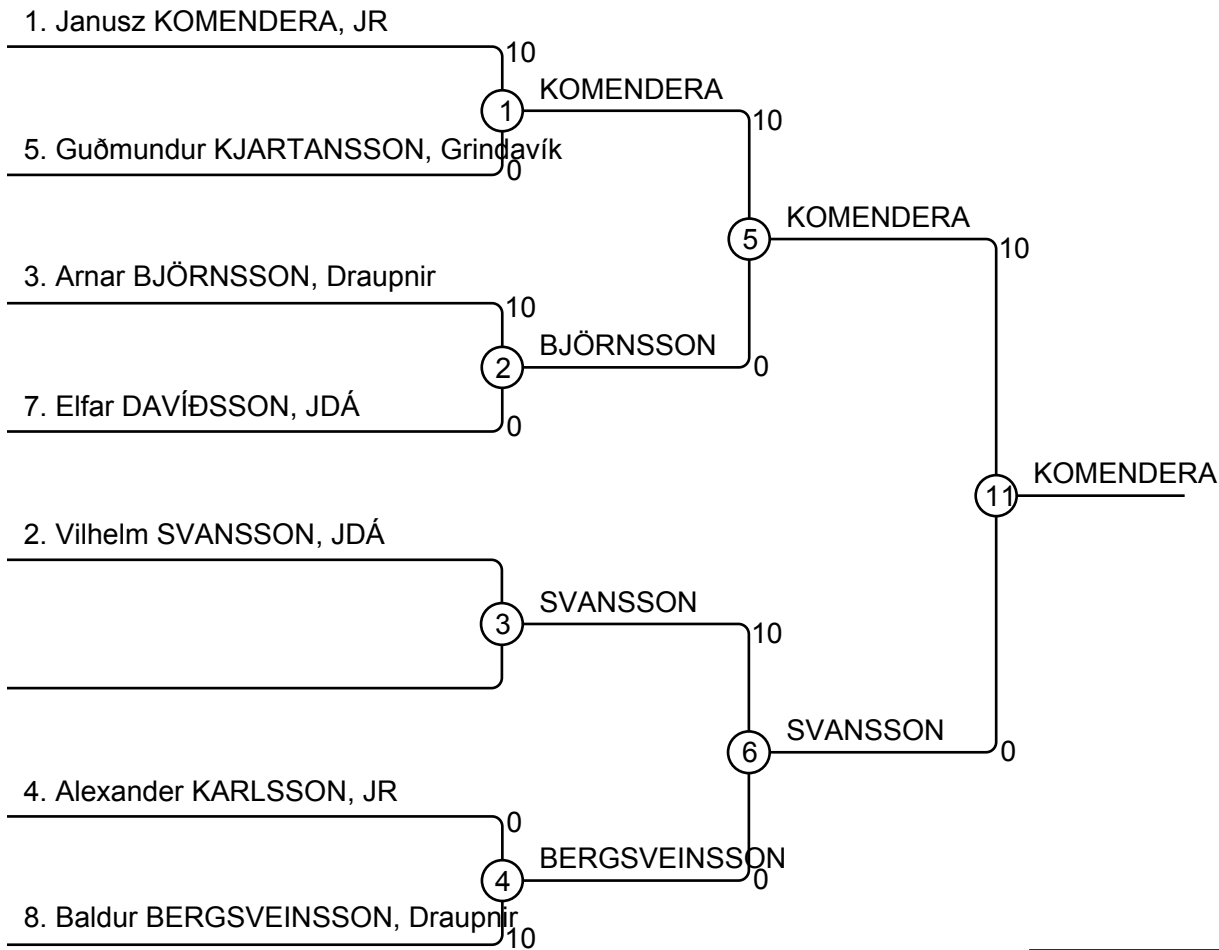 1. Janusz KOMENDERA, JR
10
KOMENDERA
1
10
5. Guðmundur KJARTANSSON, Grindavík
0
KOMENDERA
5
10
3. Arnar BJÖRNSSON, Draupnir
10
BJÖRNSSON
2
0
7. Elfar DAVÍÐSSON, JDÁ
0
KOMENDERA
11
2. Vilhelm SVANSSON, JDÁ
SVANSSON
3
10
SVANSSON
6
0
4. Alexander KARLSSON, JR
0
BERGSVEINSSON
4
0
8. Baldur BERGSVEINSSON, Draupnir
10